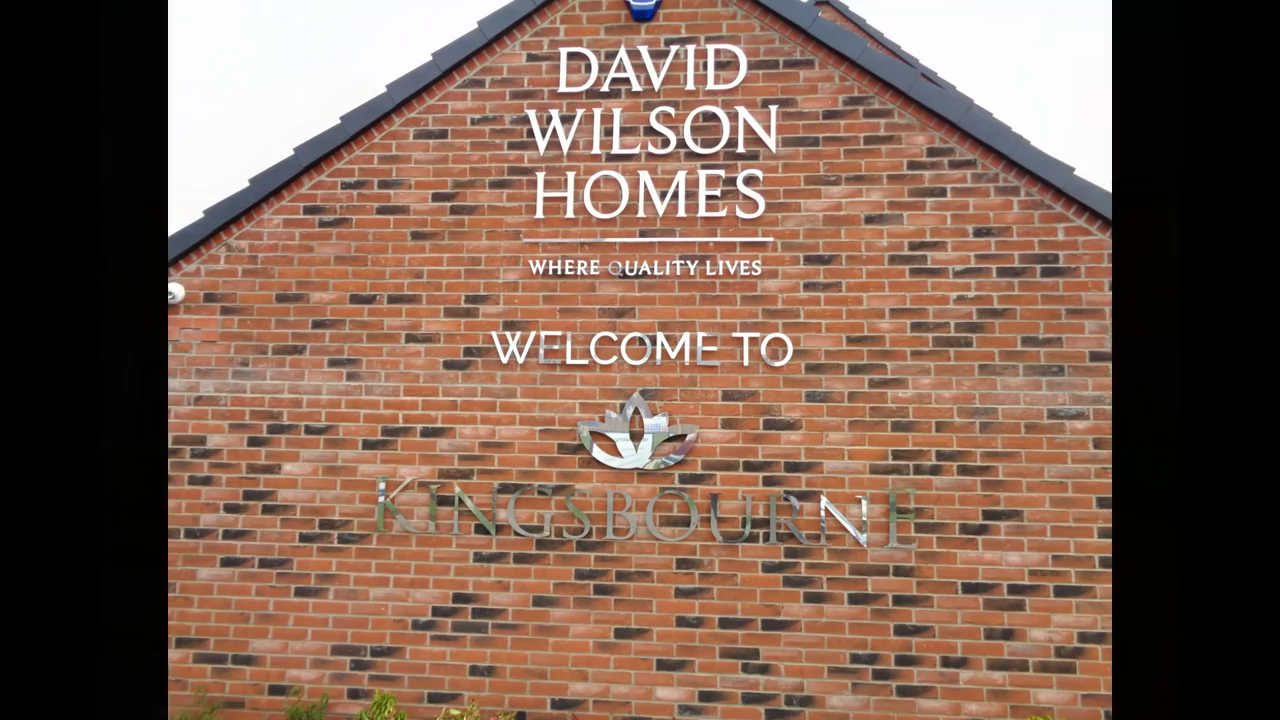 DAVID
WILSON
HOMES
WHERE QUALITY LIVES
WELCOME TO
KINGSBOURNE